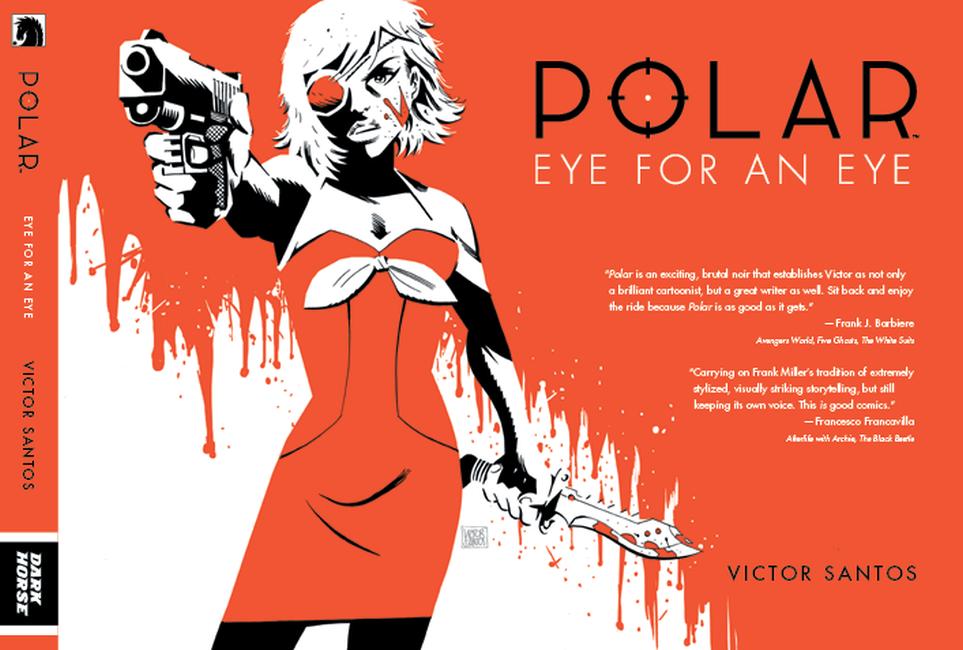 POLAR
EYE FOR AN EYE
VICTOR SANTOS
DARK
HORSE
POLAR™
EYE FOR AN EYE
“Polar is an exciting, brutal noir that establishes Victor as not only
a brilliant cartoonist, but a great writer as well. Sit back and enjoy
the ride because Polar is as good as it gets.”
—Frank J. Barbiere
Avengers World, Five Ghosts, The White Suits
“Carrying on Frank Miller’s tradition of extremely
stylized, visually striking storytelling, but still
keeping its own voice. This is good comics.”
—Francesco Francavilla
Afterlife with Archie, The Black Beetle
VICTOR
SANTOS
VICTOR SANTOS